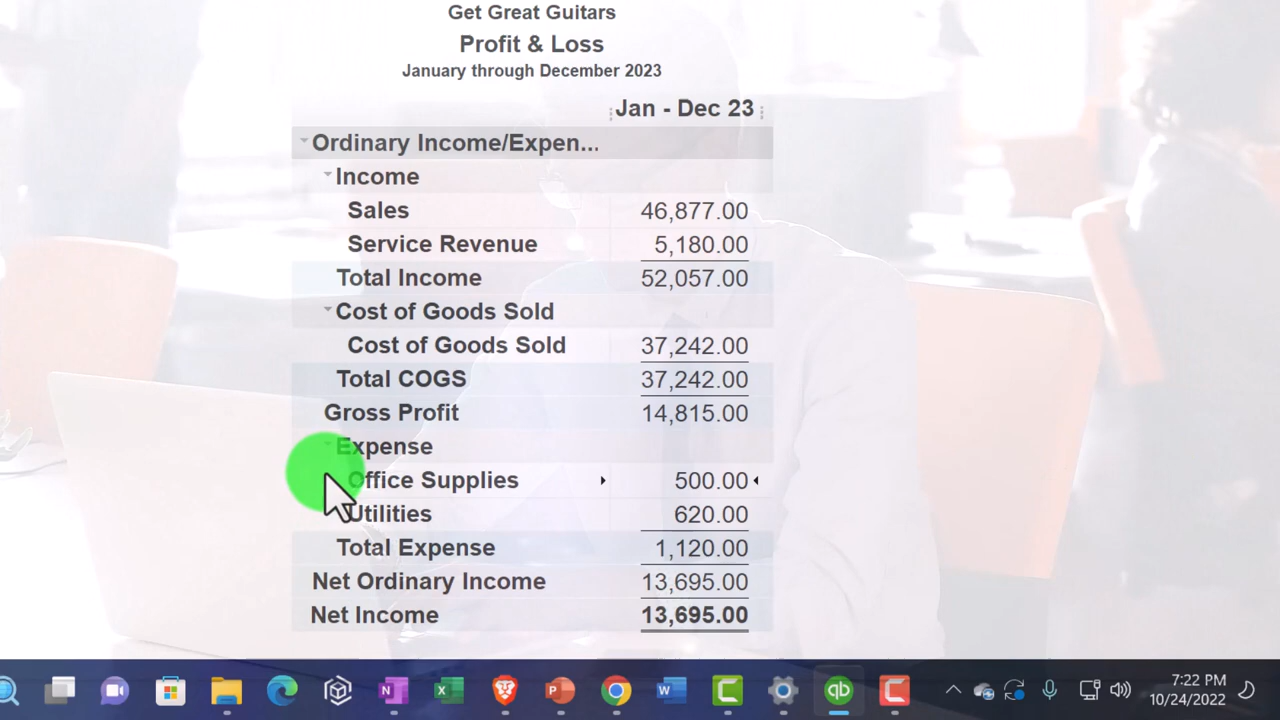 Get Great Guitars
Profit & Loss
January through December 2023
Jan - Dec 23
Ordinary Income/Expen...
Income
Sales 46,877.00
Service Revenue 5,180.00
Total Income 52,057.00
Cost of Goods Sold
Cost of Goods Sold 37,242.00
Total COGS 37,242.00
Gross Profit 14,815.00
Expense
Office Supplies 500.00
Utilities 620.00
Total Expense 1,120.00
Net Ordinary Income 13,695.00
Net Income 13,695.00
7:22 PM
10/24/2022